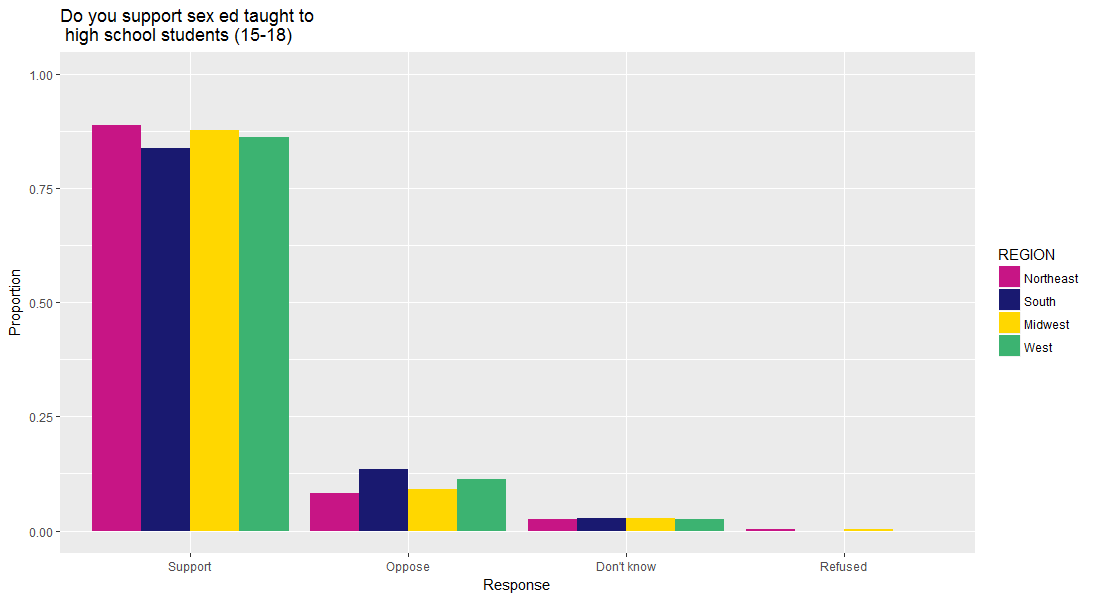 Do you support sex ed taught to
high school students (15-18)
1.00
0.75
0.50
0.25
0.00
Proportion
Support Oppose Don't know Refused
Response
REGION
Northeast
South
Midwest
West